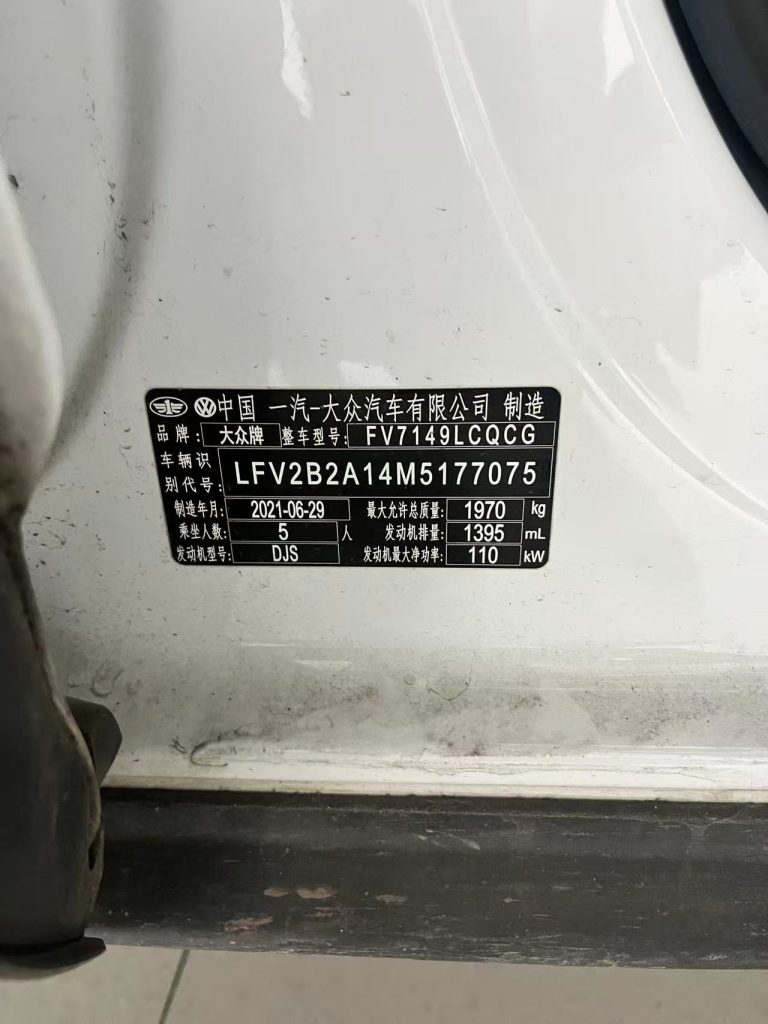 中国 一汽-大众汽车有限公司 制造
品牌: 大众牌 整车型号: FV7149LCQCG
车辆识别代号: LFV2B2A14M5177075
制造年月: 2021-06-29 最大允许总质量: 1970 kg
乘坐人数: 5 人 发动机排量: 1395 mL
发动机型号: DJS 发动机最大净功率: 110 kW